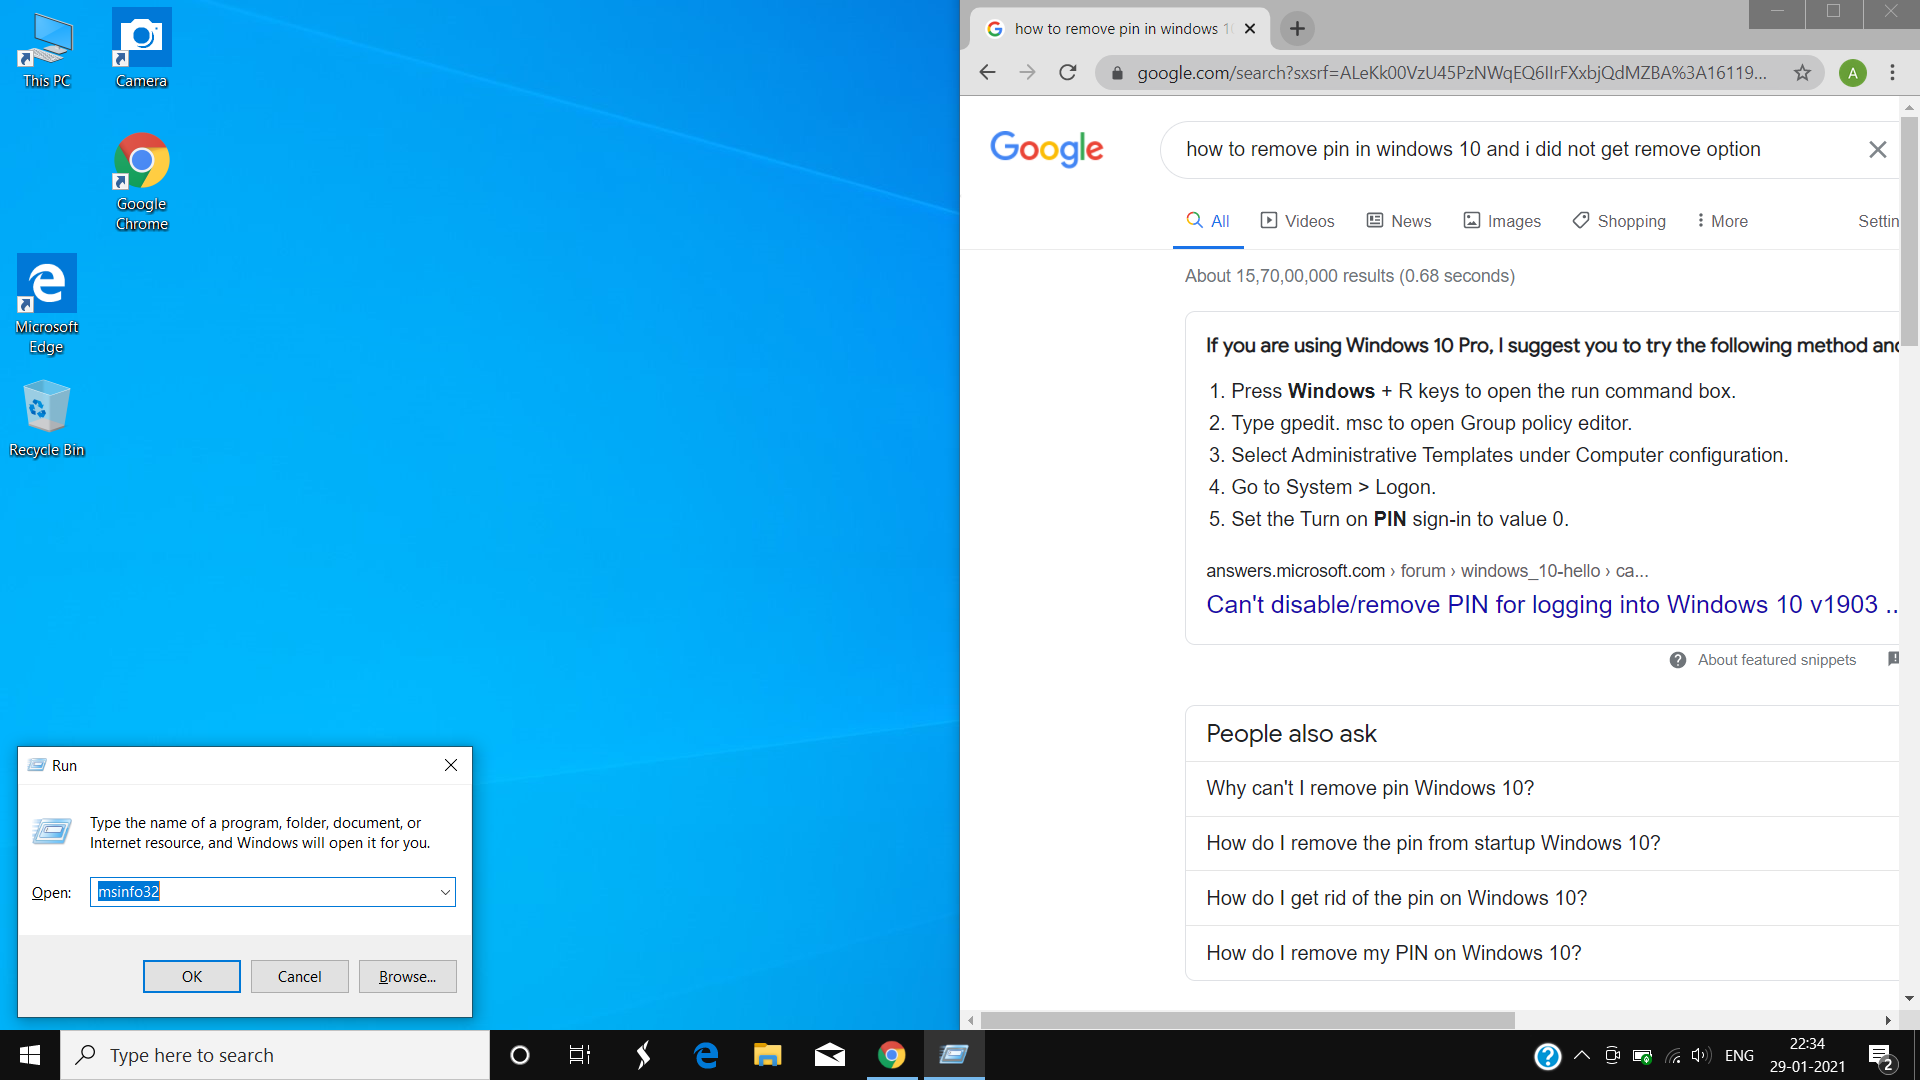 This PC
Camera
Google
Chrome
Microsoft
Edge
Recycle Bin
Run
Type the name of a program, folder, document, or
Internet resource, and Windows will open it for you.
Open: msinfo32
OK Cancel Browse...
how to remove pin in windows 10
google.com/search?sxsrf=ALeKk00VzU45PzNWqEQ6IIrFXxbjQdMZBA%3A16119...
A
Google
how to remove pin in windows 10 and i did not get remove option
All Videos News Images Shopping More Settin
About 15,70,00,000 results (0.68 seconds)
If you are using Windows 10 Pro, I suggest you to try the following method and
1. Press Windows + R keys to open the run command box.
2. Type gpedit. msc to open Group policy editor.
3. Select Administrative Templates under Computer configuration.
4. Go to System > Logon.
5. Set the Turn on PIN sign-in to value 0.
answers.microsoft.com › forum › windows_10-hello › ca...
Can't disable/remove PIN for logging into Windows 10 v1903 ..
About featured snippets
People also ask
Why can't I remove pin Windows 10?
How do I remove the pin from startup Windows 10?
How do I get rid of the pin on Windows 10?
How do I remove my PIN on Windows 10?
Type here to search
ENG
22:34
29-01-2021
2